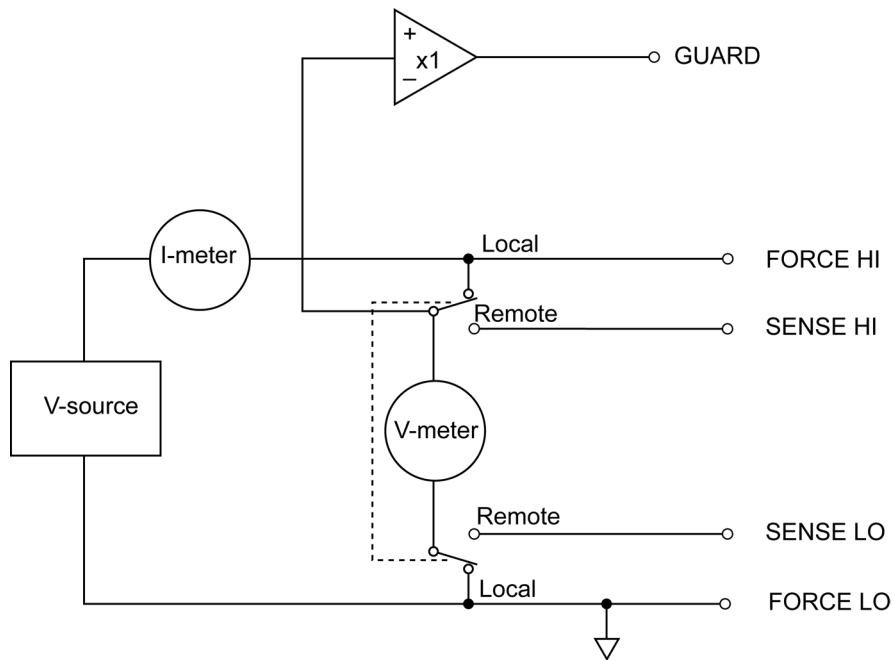 +
x1
–
GUARD
I-meter
Local
FORCE HI
Remote
SENSE HI
V-source
V-meter
Remote
SENSE LO
Local
FORCE LO